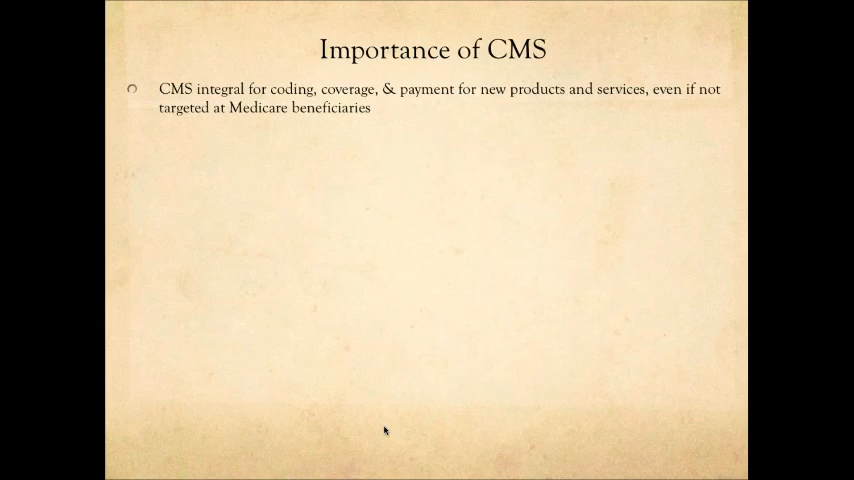 Importance of CMS
CMS integral for coding, coverage, & payment for new products and services, even if not
targeted at Medicare beneficiaries